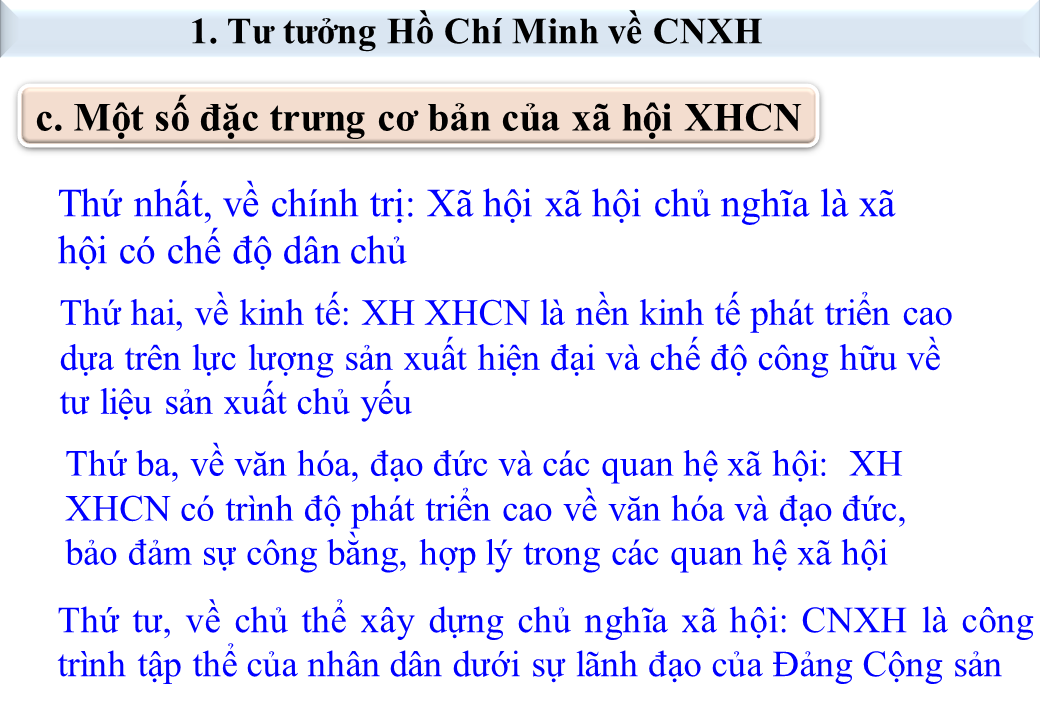 1. Tư tưởng Hồ Chí Minh về CNXH
c. Một số đặc trưng cơ bản của xã hội XHCN
Thứ nhất, về chính trị: Xã hội xã hội chủ nghĩa là xã
hội có chế độ dân chủ
Thứ hai, về kinh tế: XH XHCN là nền kinh tế phát triển cao
dựa trên lực lượng sản xuất hiện đại và chế độ công hữu về
tư liệu sản xuất chủ yếu
Thứ ba, về văn hóa, đạo đức và các quan hệ xã hội: XH
XHCN có trình độ phát triển cao về văn hóa và đạo đức,
bảo đảm sự công bằng, hợp lý trong các quan hệ xã hội
Thứ tư, về chủ thể xây dựng chủ nghĩa xã hội: CNXH là công
trình tập thể của nhân dân dưới sự lãnh đạo của Đảng Cộng sản